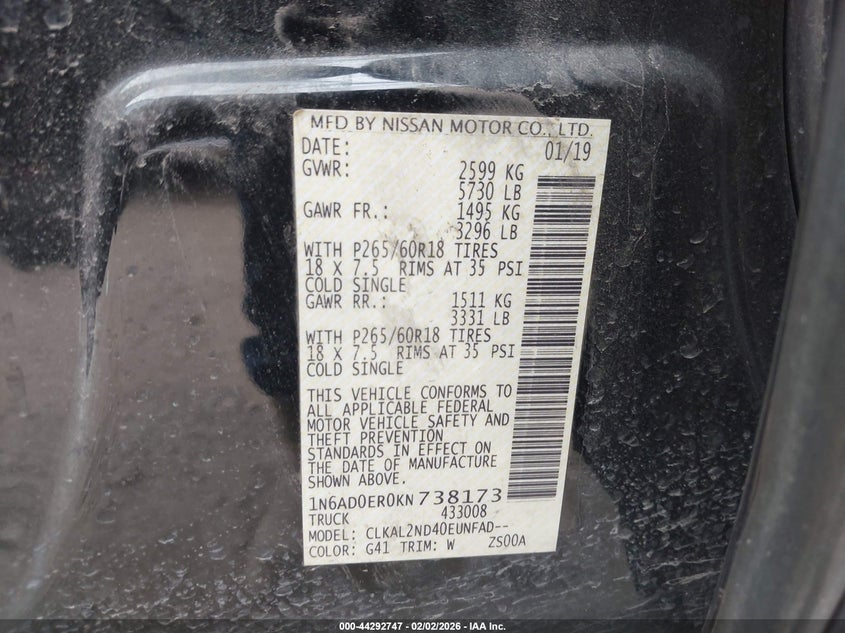 MFD BY NISSAN MOTOR CO., LTD.
DATE: 01/19
GVWR: 2599 KG
5730 LB
GAWR FR.: 1495 KG
3296 LB
WITH P265/60R18 TIRES
18 X 7.5 RIMS AT 35 PSI
COLD SINGLE
GAWR RR.: 1511 KG
3331 LB
WITH P265/60R18 TIRES
18 X 7.5 RIMS AT 35 PSI
COLD SINGLE
THIS VEHICLE CONFORMS TO
ALL APPLICABLE FEDERAL
MOTOR VEHICLE SAFETY AND
THEFT PREVENTION
STANDARDS IN EFFECT ON
THE DATE OF MANUFACTURE
SHOWN ABOVE.
1N6AD0ER0KN738173
TRUCK 433008
MODEL: CLKAL2ND40EUNFAD--
COLOR: G41 TRIM: W ZS00A
000-44292747 - 02/02/2026 - IAA Inc.